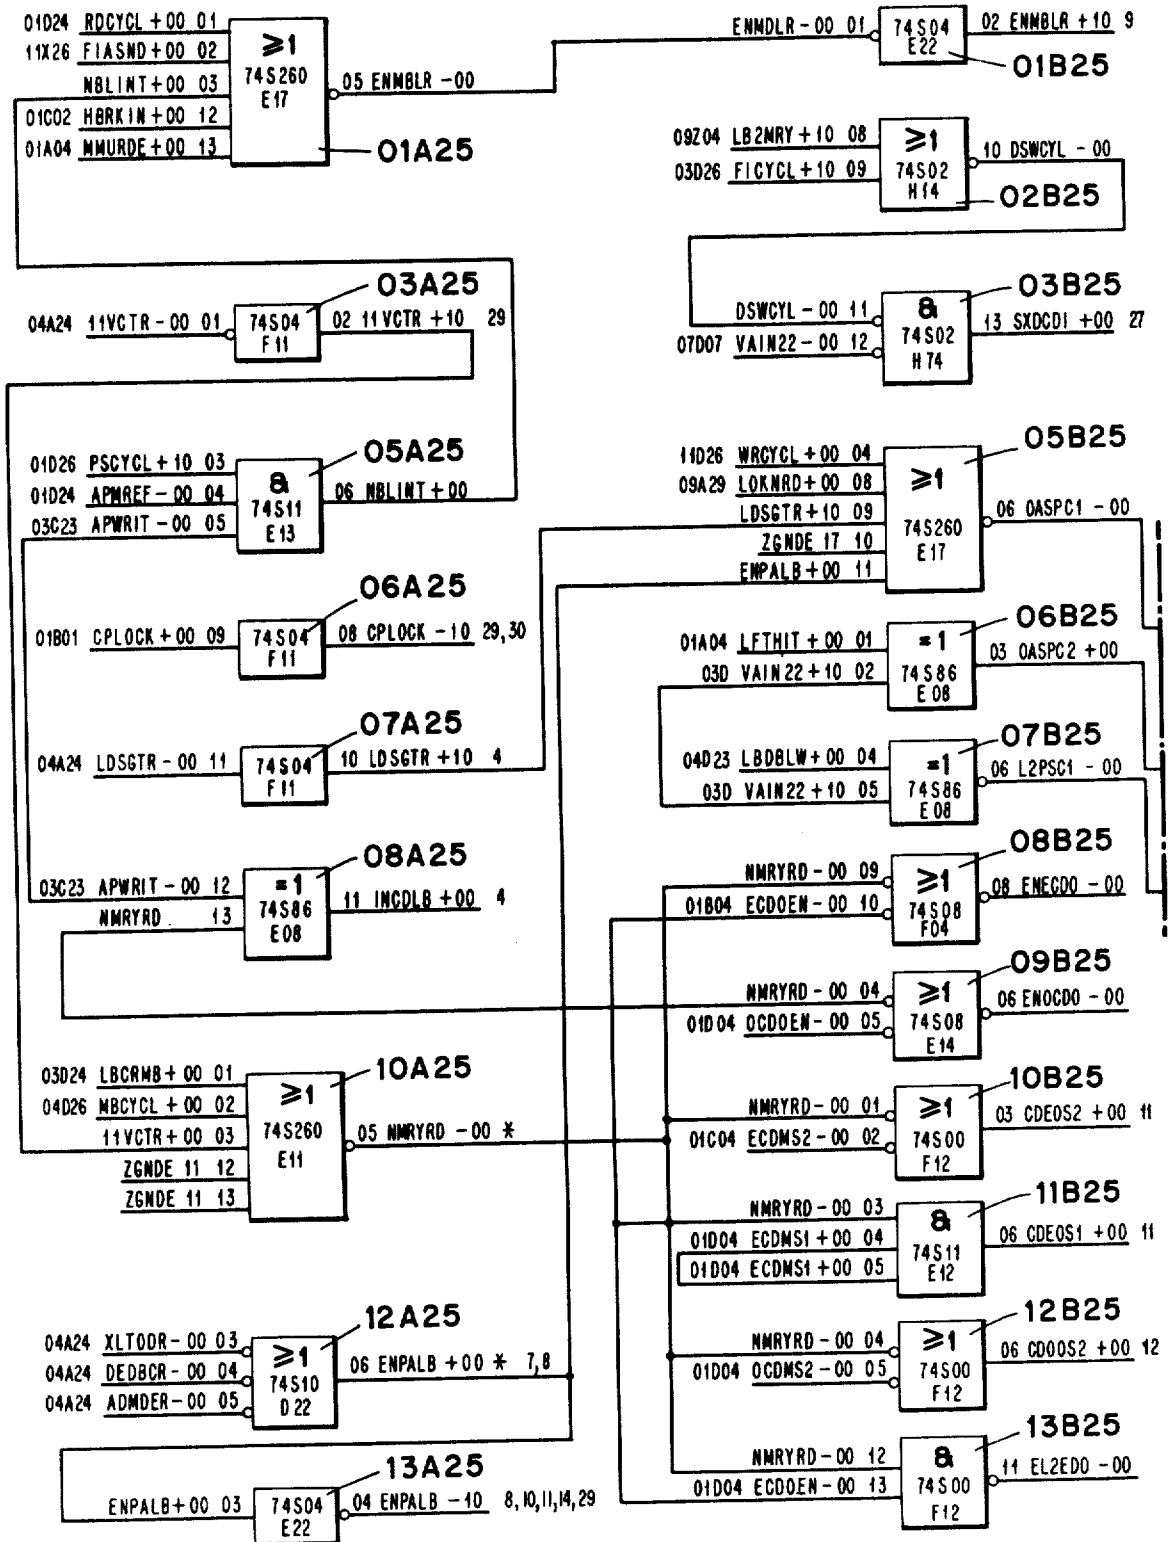 01D24 RDCYCL +00 01
11X26 FIASND +00 02
NBLINT +00 03
01C02 HBRKIN +00 12
01A04 MMURDE +00 13
≥1
74S260
E17
05 ENMBLR -00
01A25
ENMDLR -00 01
74S04
E22
02 ENMBLR +10 9
01B25
09Z04 LB2MRY +10 08
03D26 FICYCL +10 09
≥1
74S02
H14
10 DSWCYL -00
02B25
03A25
04A24 11VCTR -00 01
74S04
F11
02 11VCTR +10 29
03B25
DSWCYL -00 11
07D07 VAIN22 -00 12
&
74S02
H74
13 SXDCDI +00 27
05A25
01D26 PSCYCL +10 03
01D24 APMREF -00 04
03C23 APWRIT -00 05
&
74S11
E13
06 NBLINT +00
05B25
11D26 WRCYCL +00 04
09A29 LOKNRD +00 08
LDSGTR +10 09
ZGNDE 17 10
ENPALB +00 11
≥1
74S260
E17
06 OASPC1 -00
06A25
01B01 CPLOCK +00 09
74S04
F11
08 CPLOCK -10 29,30
06B25
01A04 LFTHIT +00 01
03D VAIN22 +10 02
=1
74S86
E08
03 OASPC2 +00
07A25
04A24 LDSGTR -00 11
74S04
F11
10 LDSGTR +10 4
07B25
04D23 LBDBLW +00 04
03D VAIN22 +10 05
=1
74S86
E08
06 L2PSC1 -00
08A25
03C23 APWRIT -00 12
NMRYRD 13
=1
74S86
E08
11 INCDLB +00 4
08B25
NMRYRD -00 09
01B04 ECDOEN -00 10
≥1
74S08
F04
08 ENECDO -00
09B25
NMRYRD -00 04
01D04 OCDOEN -00 05
≥1
74S08
E14
06 ENOCDO -00
10A25
03D24 LBCRMB +00 01
04D26 MBCYCL +00 02
11VCTR +00 03
ZGNDE 11 12
ZGNDE 11 13
≥1
74S260
E11
05 NMRYRD -00 *
10B25
NMRYRD -00 01
01C04 ECDMS2 -00 02
≥1
74S00
F12
03 CDEOS2 +00 11
11B25
NMRYRD -00 03
01D04 ECDMS1 +00 04
01D04 ECDMS1 +00 05
&
74S11
E12
06 CDEOS1 +00 11
12A25
04A24 XLTODR -00 03
04A24 DEDBCR -00 04
04A24 ADMDER -00 05
≥1
74S10
D22
06 ENPALB +00 * 7,8
12B25
NMRYRD -00 04
01D04 OCDMS2 -00 05
≥1
74S00
F12
06 CDOOS2 +00 12
13A25
ENPALB +00 03
74S04
E22
04 ENPALB -10 8,10,11,14,29
13B25
NMRYRD -00 12
01D04 ECDOEN -00 13
&
74S00
F12
11 EL2EDO -00